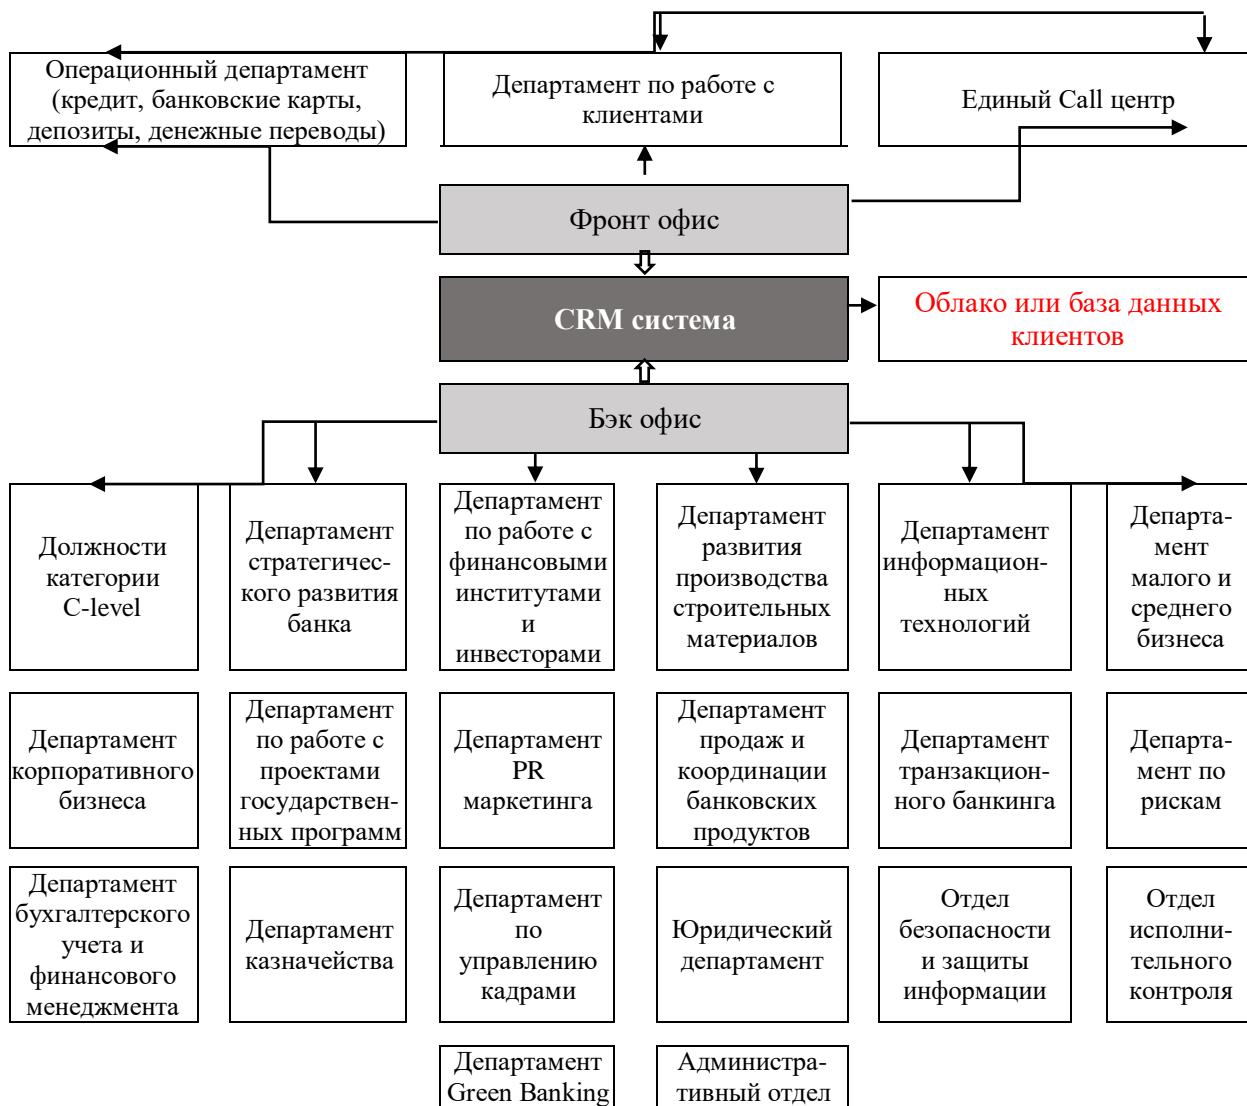 Операционный департамент
(кредит, банковские карты,
депозиты, денежные переводы)
Департамент по работе с
клиентами
Единый Call центр
Фронт офис
CRM система
Облако или база данных
клиентов
Бэк офис
Должности
категории
C-level
Департамент
стратегичес-
кого развития
банка
Департамент
по работе с
финансовыми
институтами
и
инвесторами
Департамент
развития
производства
строительных
материалов
Департамент
информацион-
ных
технологий
Департа-
мент
малого и
среднего
бизнеса
Департамент
корпоративного
бизнеса
Департамент
по работе с
проектами
государствен-
ных программ
Департамент
PR
маркетинга
Департамент
продаж и
координации
банковских
продуктов
Департамент
транзакцион-
ного банкинга
Департа-
мент по
рискам
Департамент
бухгалтерского
учета и
финансового
менеджмента
Департамент
казначейства
Департамент
по
управлению
кадрами
Юридический
департамент
Отдел
безопасности
и защиты
информации
Отдел
исполни-
тельного
контроля
Департамент
Green Banking
Администра-
тивный отдел